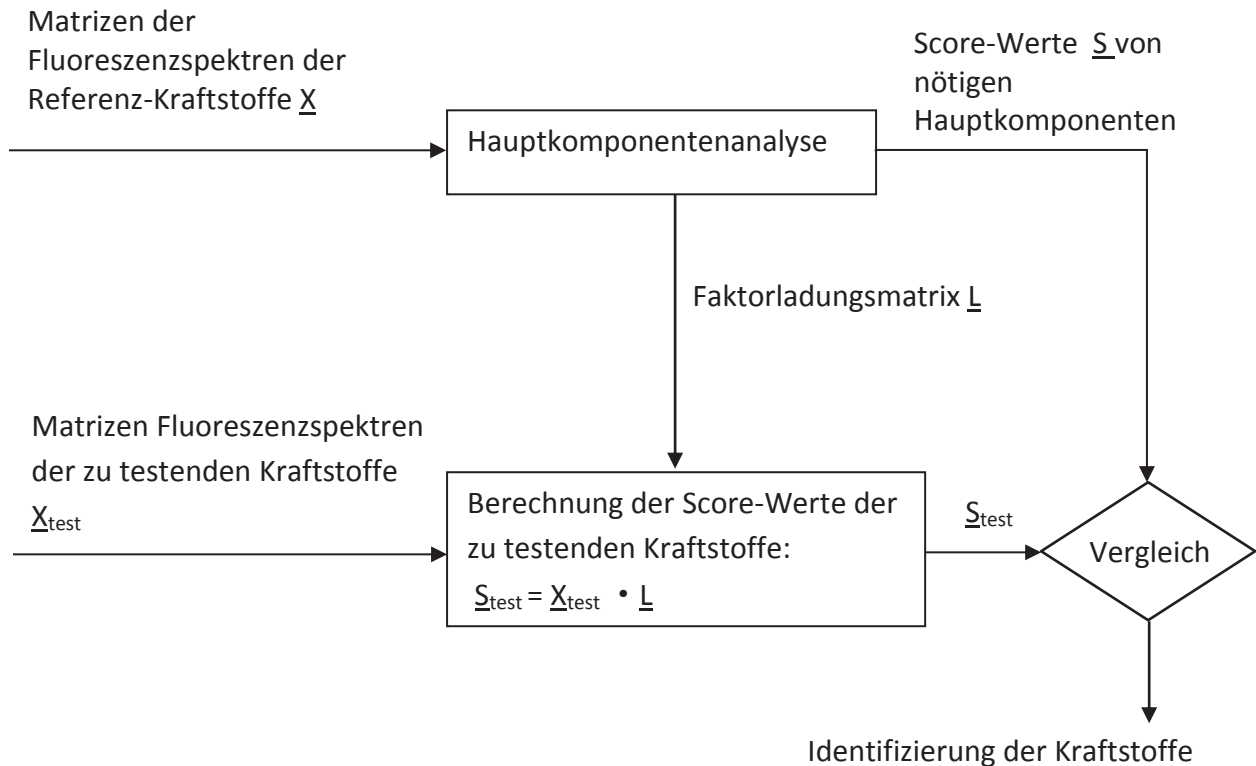 Matrizen der
Fluoreszenzspektren der
Referenz-Kraftstoffe X
Score-Werte S von
nötigen
Hauptkomponenten
Hauptkomponentenanalyse
Faktorladungsmatrix L
Matrizen Fluoreszenzspektren
der zu testenden Kraftstoffe
Xtest
Berechnung der Score-Werte der
zu testenden Kraftstoffe:
Stest = Xtest • L
Stest
Vergleich
Identifizierung der Kraftstoffe